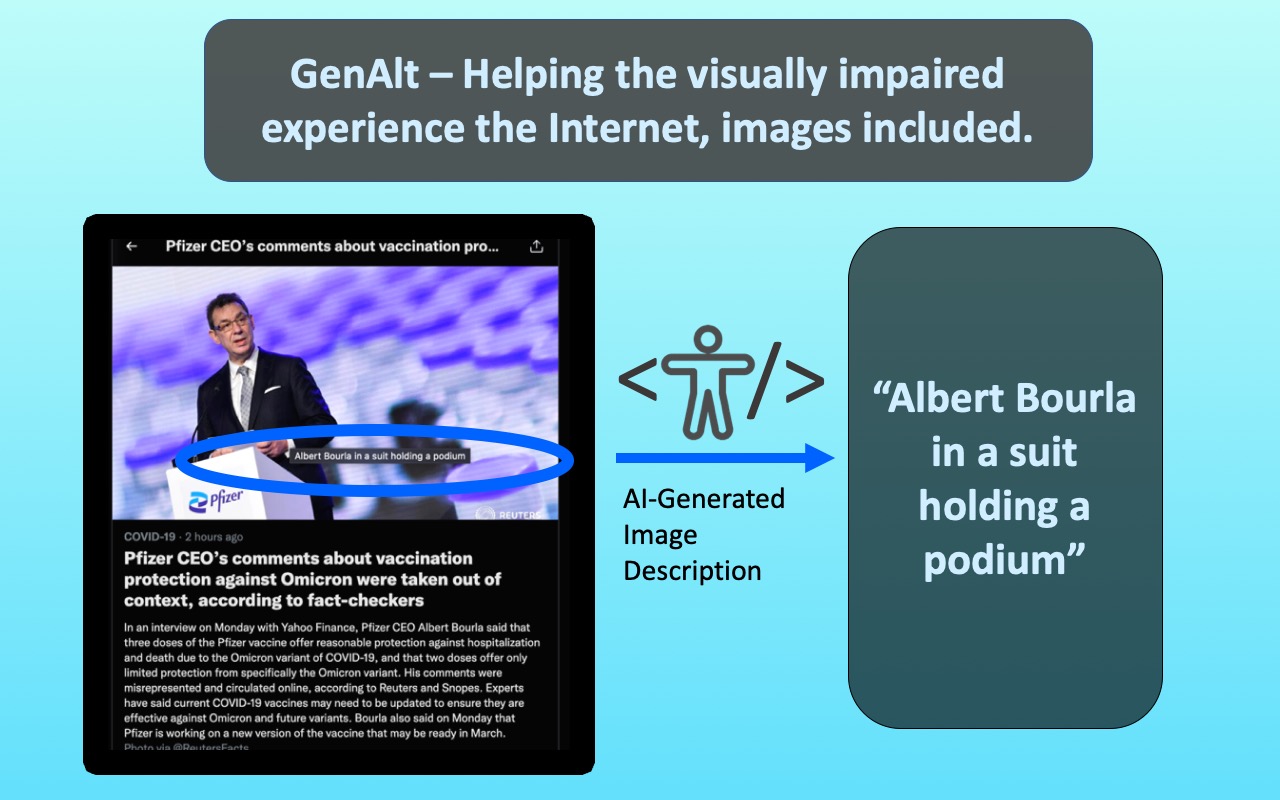 GenAlt – Helping the visually impaired
experience the Internet, images included.
Pfizer CEO’s comments about vaccination pro...
Albert Bourla in a suit holding a podium
Pfizer
REUTERS
COVID-19 · 2 hours ago
Pfizer CEO’s comments about vaccination
protection against Omicron were taken out of
context, according to fact-checkers
In an interview on Monday with Yahoo Finance, Pfizer CEO Albert Bourla said that
three doses of the Pfizer vaccine offer reasonable protection against hospitalization
and death due to the Omicron variant of COVID-19, and that two doses offer only
limited protection from specifically the Omicron variant. His comments were
misrepresented and circulated online, according to Reuters and Snopes. Experts
have said current COVID-19 vaccines may need to be updated to ensure they are
effective against Omicron and future variants. Bourla also said on Monday that
Pfizer is working on a new version of the vaccine that may be ready in March.
Photo via @ReutersFacts
< / >
AI-Generated
Image
Description
“Albert Bourla
in a suit
holding a
podium”